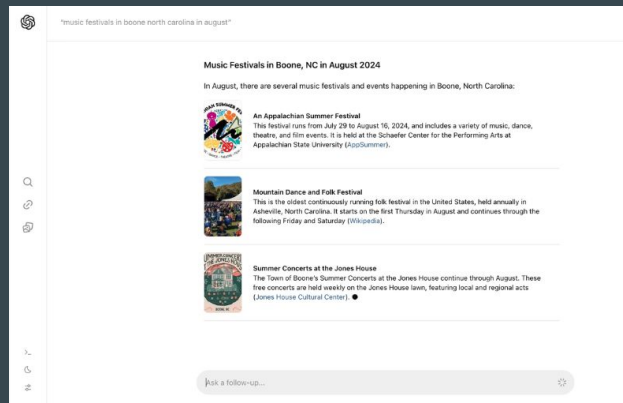 "music festivals in boone north carolina in august"
Music Festivals in Boone, NC in August 2024
In August, there are several music festivals and events happening in Boone, North Carolina:
An Appalachian Summer Festival
This festival runs from July 29 to August 16, 2024, and includes a variety of music, dance,
theatre, and film events. It is held at the Schaefer Center for the Performing Arts at
Appalachian State University (AppSummer).
Mountain Dance and Folk Festival
This is the oldest continuously running folk festival in the United States, held annually in
Asheville, North Carolina. It starts on the first Thursday in August and continues through the
following Friday and Saturday (Wikipedia).
Summer Concerts at the Jones House
The Town of Boone's Summer Concerts at the Jones House continue through August. These
free concerts are held weekly on the Jones House lawn, featuring local and regional acts
(Jones House Cultural Center).
Ask a follow-up...